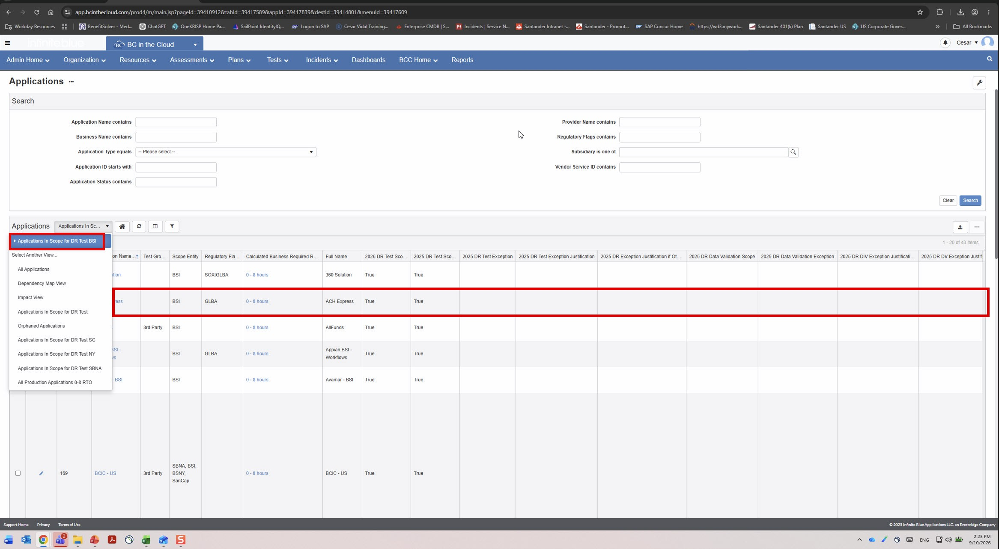 app.bcinthecloud.com/prod4/m/main.jsp?pageId=39410912&tabId=39417589&appId=39417839&destId=39414801&menuId=39417609
Workday Resources BenefitSolver - Med... ChatGPT OneKRISP Home Pa... SailPoint IdentityIQ... Logon to SAP Cesar Vidal Training... Enterprise CMDB | S... Incidents | Service N... Santander Intranet -... Santander - Promot... SAP Concur Home https://wd3.mywork... Santander 401(k) Plan Santander US US Corporate Gover... » All Bookmarks
infiniteblue BC in the Cloud Cesar
Admin Home Organization Resources Assessments Plans Tests Incidents Dashboards BCC Home Reports
Applications ...
Search
Application Name contains Provider Name contains
Business Name contains Regulatory Flags contains
Application Type equals -- Please select -- Subsidiary is one of
Application ID starts with Vendor Service ID contains
Application Status contains
Clear Search
Applications Applications In Sc...
Applications In Scope for DR Test BSI
1 - 20 of 43 items
Select Another View...
on Name... Test Gro... Scope Entity Regulatory Fla... Calculated Business Required R... Full Name 2026 DR Test Sco... 2025 DR Test Sco... 2025 DR Test Exception 2025 DR Test Exception Justification 2025 DR Exception Justification if Ot... 2025 DR Data Validation Scope 2025 DR Data Validation Exception 2025 DR DIV Exception Justificati... 2025 DR DV Exception Justif
All Applications
Dependency Map View
Impact View
Applications In Scope for DR Test
Orphaned Applications
Applications In Scope for DR Test SC
Applications In Scope for DR Test NY
Applications In Scope for DR Test SBNA
All Production Applications 0-8 RTO
ution BSI SOX|GLBA 0 - 8 hours 360 Solution True True
ress BSI GLBA 0 - 8 hours ACH Express True True
3rd Party BSI 0 - 8 hours AllFunds True True
BSI -
ws BSI GLBA 0 - 8 hours Appian BSI -
Workflows True True
- BSI BSI 0 - 8 hours Avamar - BSI True True
169 BCiC - US 3rd Party SBNA, BSI,
BSNY,
SanCap 0 - 8 hours BCiC - US True True
Support Home Privacy Terms of Use © 2025 Infinite Blue Applications LLC. an Everbridge Company
2
ENG 2:23 PM
9/10/2026